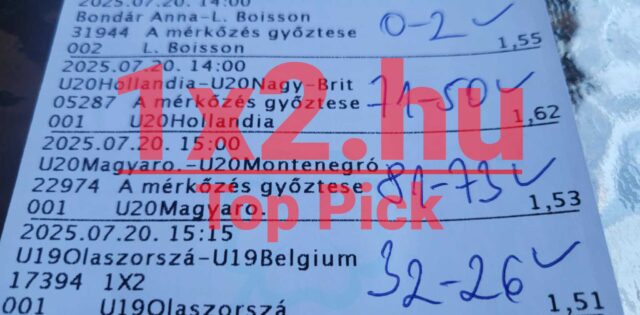 2025.07.20. 14:00
Bondár Anna-L. Boisson
31944 A mérkőzés győztese 0-2✓
002 L. Boisson 1,55
2025.07.20. 14:00
U20Hollandia-U20Nagy-Brit
05287 A mérkőzés győztese 71-50✓
001 U20Hollandia 1,62
1x2.hu
2025.07.20. 15:00
U20Magyaro.-U20Montenegró
22974 A mérkőzés győztese 81-73✓
001 U20Magyaro. 1,53
Top Pick
2025.07.20. 15:15
U19Olaszorszá-U19Belgium
17394 1X2 32-26✓
001 U19Olaszorszá 1,51